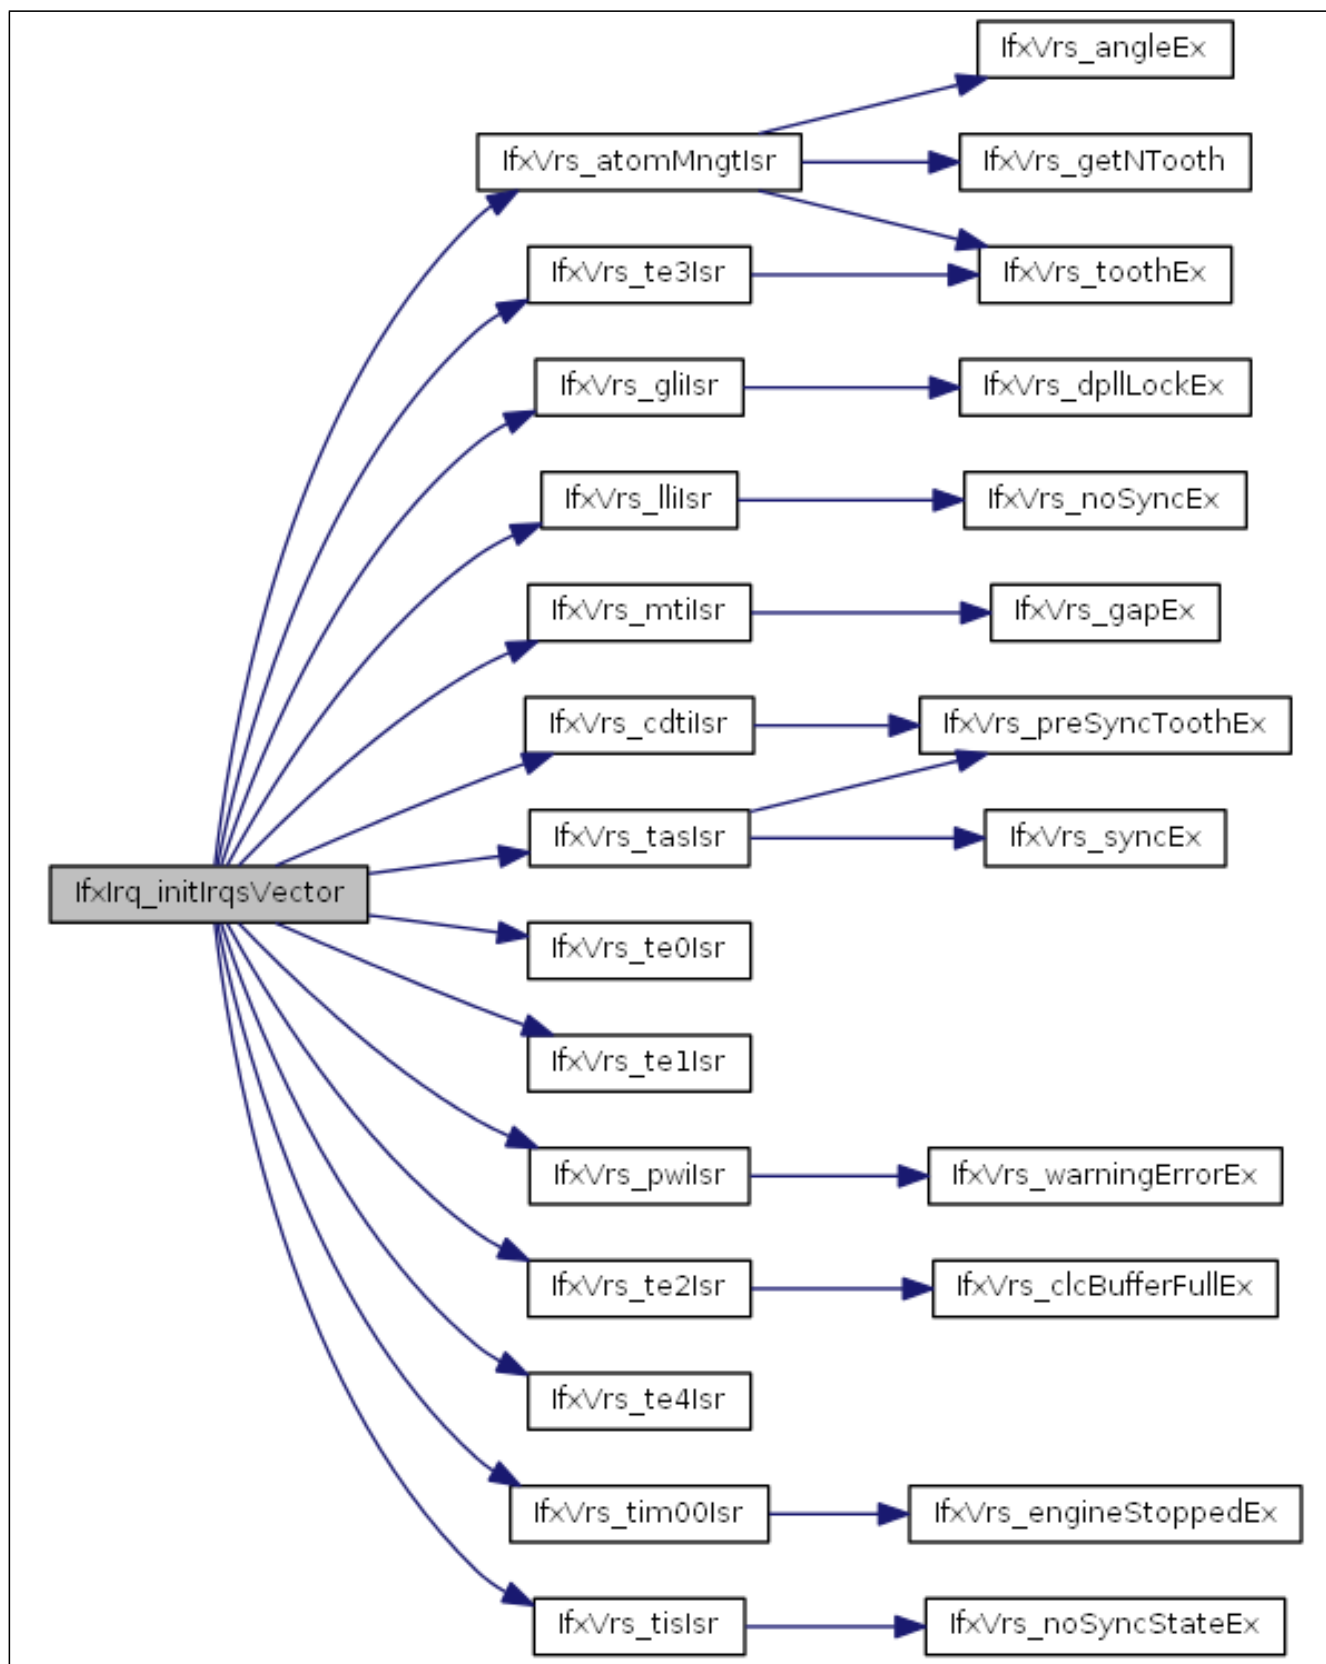 IfxVrs_angleEx
IfxVrs_atomMngtIsr
IfxVrs_getNTooth
IfxVrs_te3Isr
IfxVrs_toothEx
IfxVrs_gliIsr
IfxVrs_dpllLockEx
IfxVrs_lliIsr
IfxVrs_noSyncEx
IfxVrs_mtiIsr
IfxVrs_gapEx
IfxVrs_cdtiIsr
IfxVrs_preSyncToothEx
IfxVrs_tasIsr
IfxVrs_syncEx
IfxIrq_initIrqsVector
IfxVrs_te0Isr
IfxVrs_te1Isr
IfxVrs_pwiIsr
IfxVrs_warningErrorEx
IfxVrs_te2Isr
IfxVrs_clcBufferFullEx
IfxVrs_te4Isr
IfxVrs_tim00Isr
IfxVrs_engineStoppedEx
IfxVrs_tisIsr
IfxVrs_noSyncStateEx